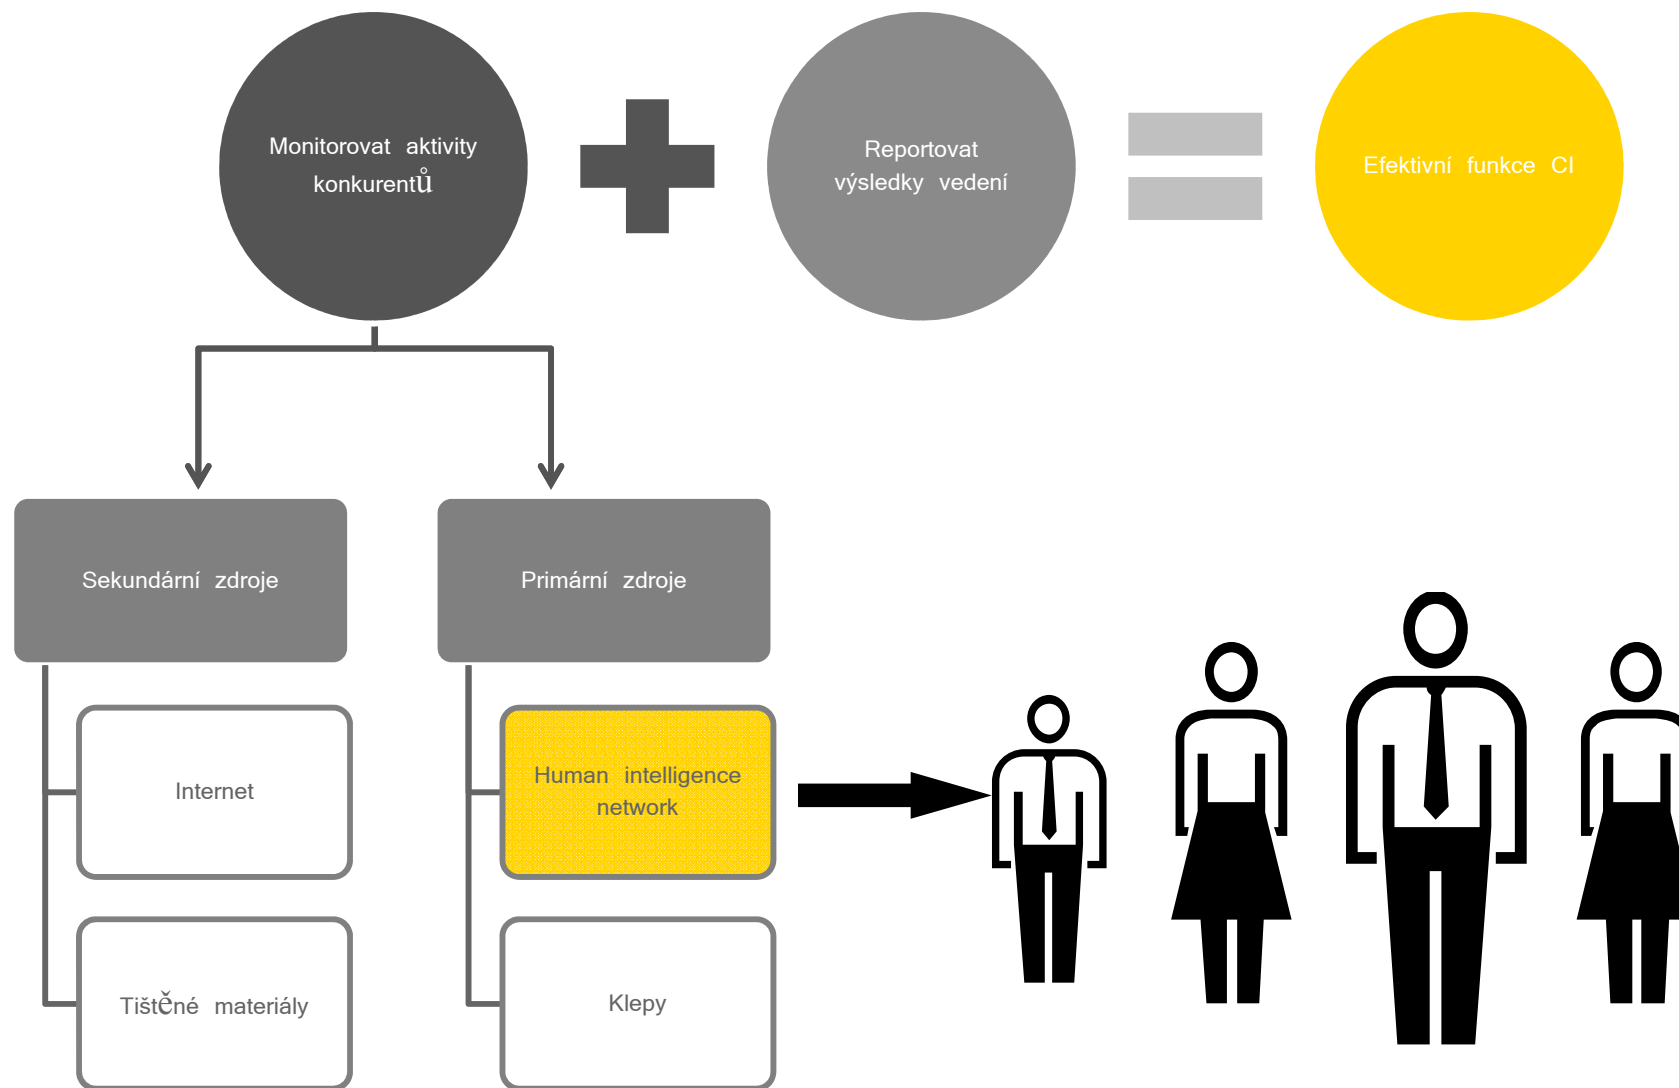 Monitorovat aktivity
konkurentů
Reportovat
výsledky vedení
Efektivní funkce CI
Sekundární zdroje
Primární zdroje
Internet
Human intelligence
network
Tištěné materiály
Klepy